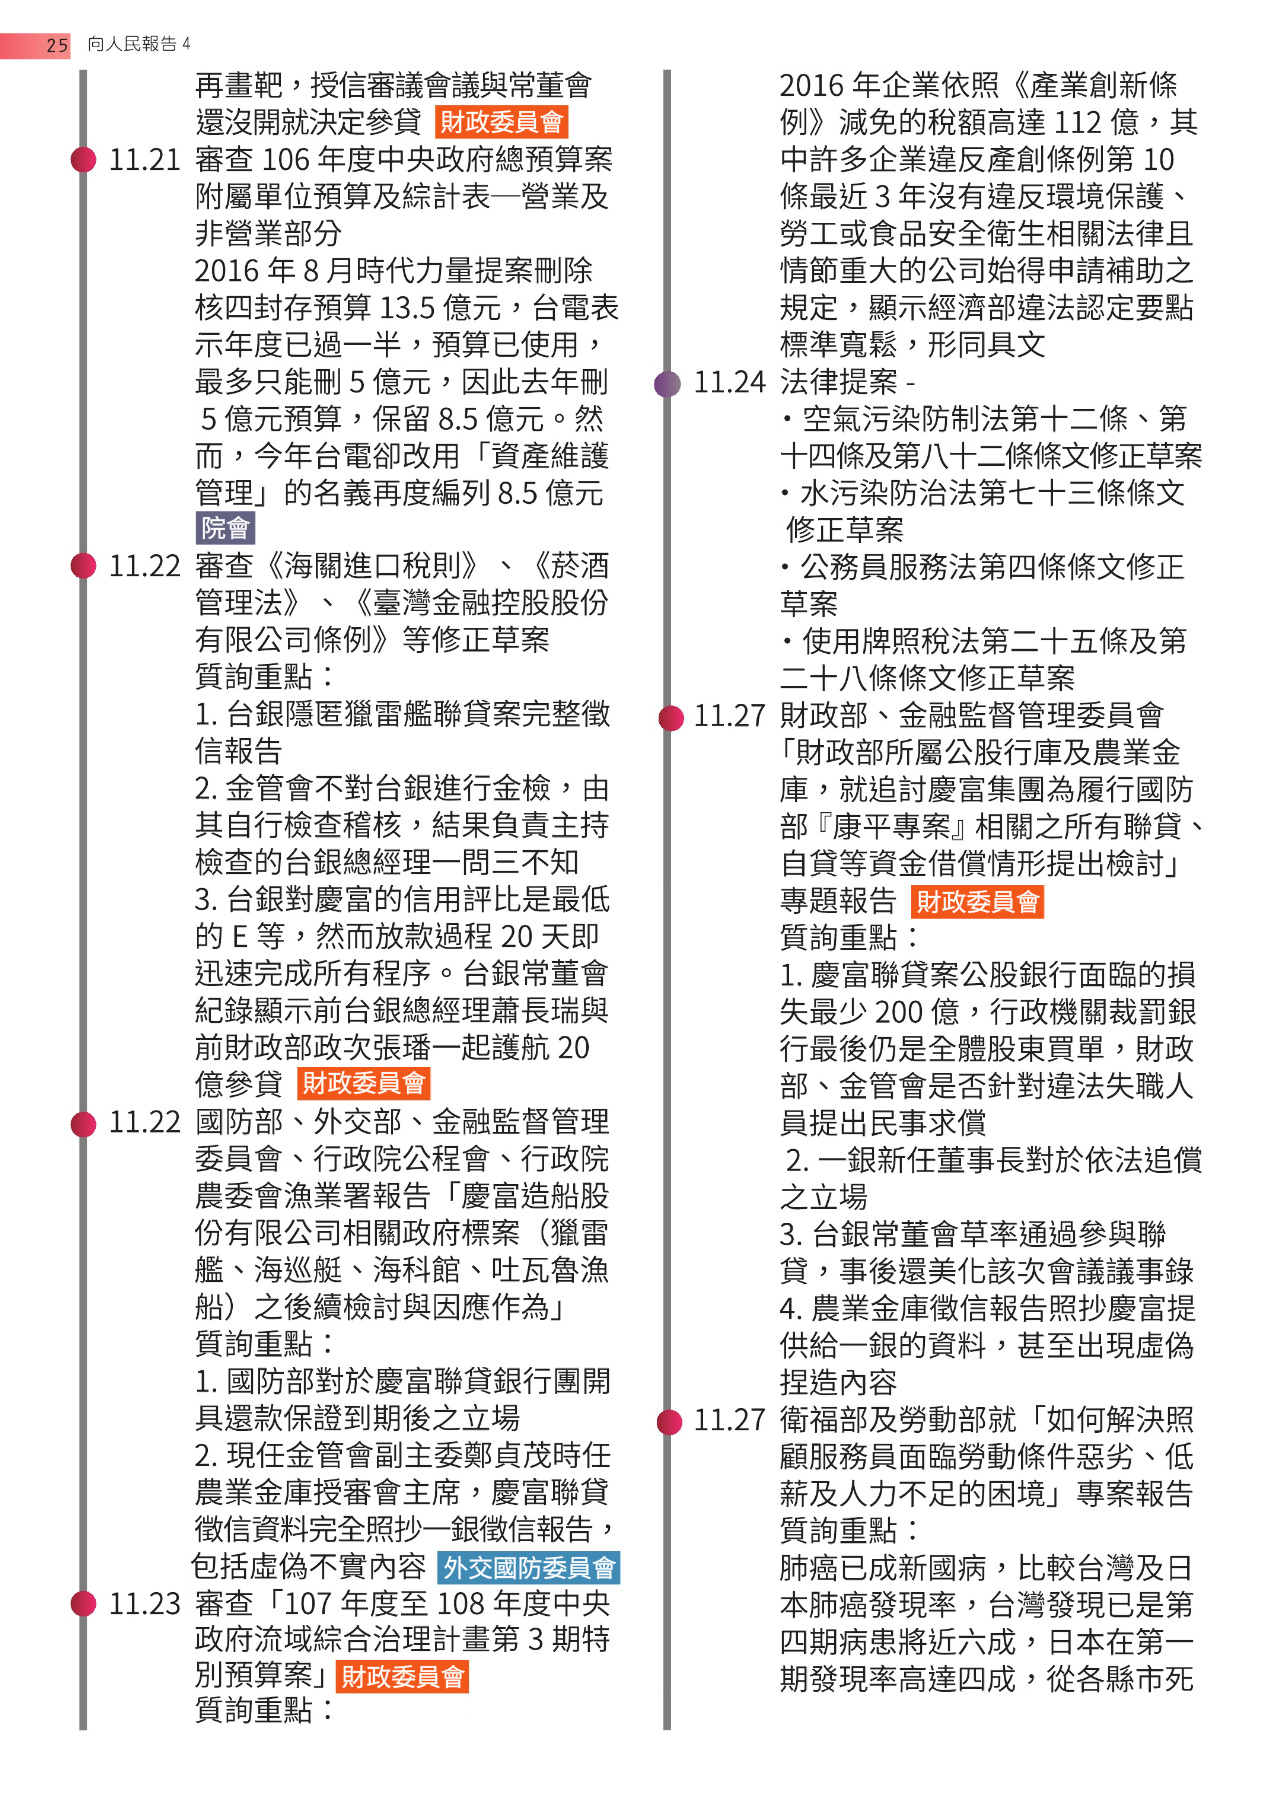 25 向人民報告 4
再畫靶，授信審議會議與常董會
還沒開就決定參貸 財政委員會
11.21 審查 106 年度中央政府總預算案
附屬單位預算及綜計表—營業及
非營業部分
2016 年 8 月時代力量提案刪除
核四封存預算 13.5 億元，台電表
示年度已過一半，預算已使用，
最多只能刪 5 億元，因此去年刪
5 億元預算，保留 8.5 億元。然
而，今年台電卻改用「資產維護
管理」的名義再度編列 8.5 億元
院會
11.22 審查《海關進口稅則》、《菸酒
管理法》、《臺灣金融控股股份
有限公司條例》等修正草案
質詢重點：
1. 台銀隱匿獵雷艦聯貸案完整徵
信報告
2. 金管會不對台銀進行金檢，由
其自行檢查稽核，結果負責主持
檢查的台銀總經理一問三不知
3. 台銀對慶富的信用評比是最低
的 E 等，然而放款過程 20 天即
迅速完成所有程序。台銀常董會
紀錄顯示前台銀總經理蕭長瑞與
前財政部政次張璠一起護航 20
億參貸 財政委員會
11.22 國防部、外交部、金融監督管理
委員會、行政院公程會、行政院
農委會漁業署報告「慶富造船股
份有限公司相關政府標案（獵雷
艦、海巡艇、海科館、吐瓦魯漁
船）之後續檢討與因應作為」
質詢重點：
1. 國防部對於慶富聯貸銀行團開
具還款保證到期後之立場
2. 現任金管會副主委鄭貞茂時任
農業金庫授審會主席，慶富聯貸
徵信資料完全照抄一銀徵信報告，
包括虛偽不實內容 外交國防委員會
11.23 審查「107 年度至 108 年度中央
政府流域綜合治理計畫第 3 期特
別預算案」 財政委員會
質詢重點：
2016 年企業依照《產業創新條
例》減免的稅額高達 112 億，其
中許多企業違反產創條例第 10
條最近 3 年沒有違反環境保護、
勞工或食品安全衛生相關法律且
情節重大的公司始得申請補助之
規定，顯示經濟部違法認定要點
標準寬鬆，形同具文
11.24 法律提案 -
・空氣污染防制法第十二條、第
十四條及第八十二條條文修正草案
・水污染防治法第七十三條條文
修正草案
・公務員服務法第四條條文修正
草案
・使用牌照稅法第二十五條及第
二十八條條文修正草案
11.27 財政部、金融監督管理委員會
「財政部所屬公股行庫及農業金
庫，就追討慶富集團為履行國防
部『康平專案』相關之所有聯貸、
自貸等資金借償情形提出檢討」
專題報告 財政委員會
質詢重點：
1. 慶富聯貸案公股銀行面臨的損
失最少 200 億，行政機關裁罰銀
行最後仍是全體股東買單，財政
部、金管會是否針對違法失職人
員提出民事求償
2. 一銀新任董事長對於依法追償
之立場
3. 台銀常董會草率通過參與聯
貸，事後還美化該次會議議事錄
4. 農業金庫徵信報告照抄慶富提
供給一銀的資料，甚至出現虛偽
捏造內容
11.27 衛福部及勞動部就「如何解決照
顧服務員面臨勞動條件惡劣、低
薪及人力不足的困境」專案報告
質詢重點：
肺癌已成新國病，比較台灣及日
本肺癌發現率，台灣發現已是第
四期病患將近六成，日本在第一
期發現率高達四成，從各縣市死